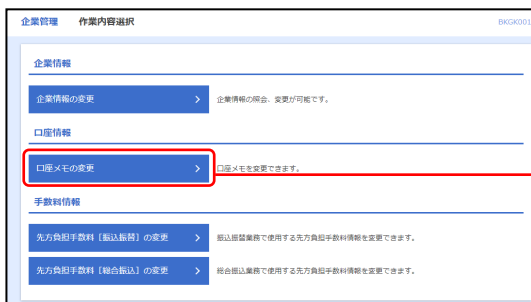 企業管理 作業内容選択 BKGK001
企業情報
企業情報の変更 企業情報の照会、変更が可能です。
口座情報
口座メモの変更 口座メモを変更できます。
手数料情報
先方負担手数料［振込振替］の変更 振込振替業務で使用する先方負担手数料情報を変更できます。
先方負担手数料［総合振込］の変更 総合振込業務で使用する先方負担手数料情報を変更できます。